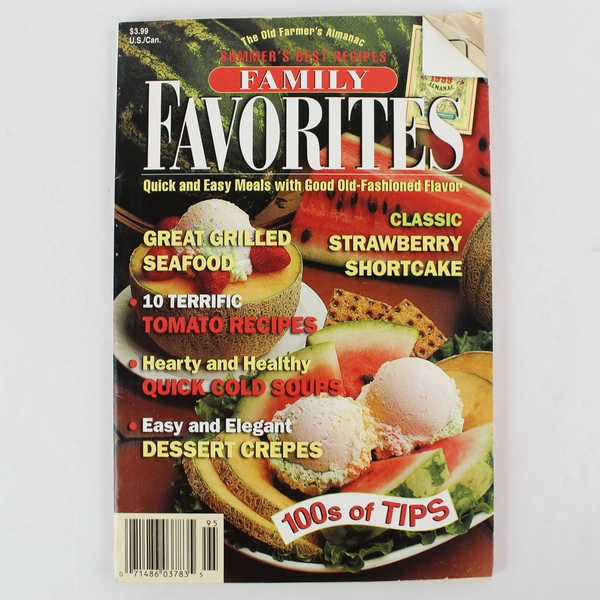 $3.99
U.S./Can.
The Old Farmer's Almanac
SUMMER'S BEST RECIPES
FAMILY
FAVORITES
1995
ALMANAC
Quick and Easy Meals with Good Old-Fashioned Flavor
GREAT GRILLED
SEAFOOD
CLASSIC
STRAWBERRY
SHORTCAKE
• 10 TERRIFIC
TOMATO RECIPES
• Hearty and Healthy
QUICK COLD SOUPS
• Easy and Elegant
DESSERT CREPES
100s of TIPS
95
0 71486 03783 5